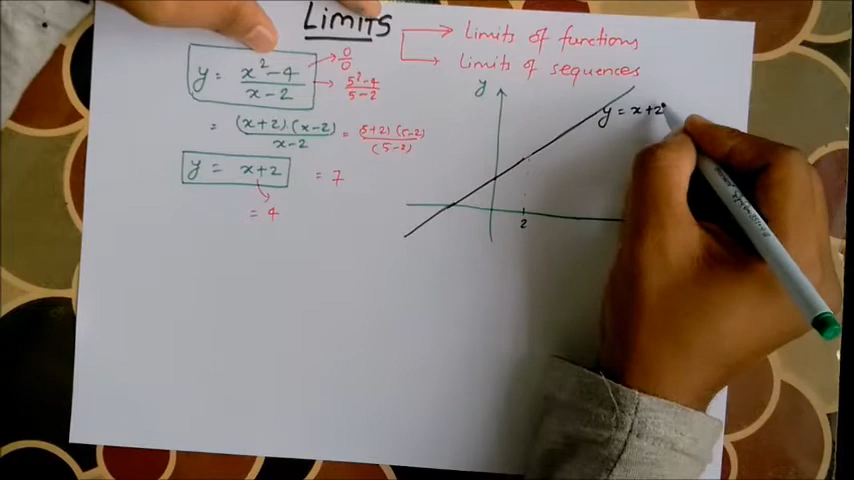 Limits
Limits of functions
Limits of sequences
y = x²-4 / x-2
0/0
5²-4 / 5-2
= (x+2)(x-2) / x-2 = (5+2)(5-2) / (5-2)
y = x+2 = 7
= 4
y
y = x+2
2